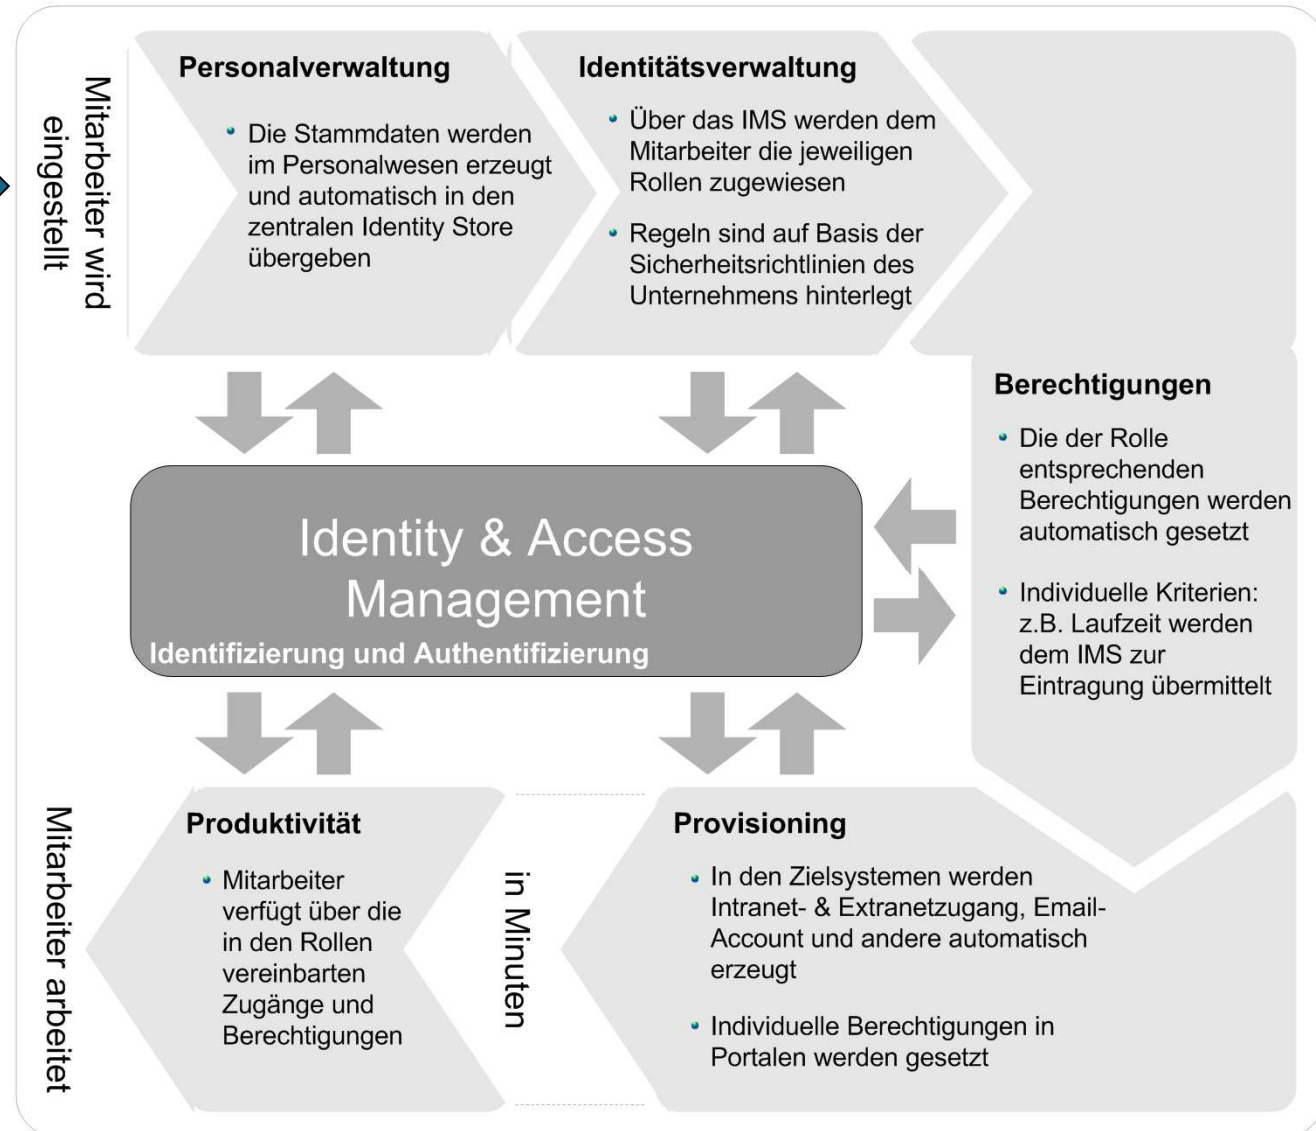 Mitarbeiter wird
eingestellt
Personalverwaltung
Die Stammdaten werden
im Personalwesen erzeugt
und automatisch in den
zentralen Identity Store
übergeben
Identitätsverwaltung
Über das IMS werden dem
Mitarbeiter die jeweiligen
Rollen zugewiesen
Regeln sind auf Basis der
Sicherheitsrichtlinien des
Unternehmens hinterlegt
Berechtigungen
Die der Rolle
entsprechenden
Berechtigungen werden
automatisch gesetzt
Individuelle Kriterien:
z.B. Laufzeit werden
dem IMS zur
Eintragung übermittelt
Identity & Access
Management
Identifizierung und Authentifizierung
Mitarbeiter arbeitet
Produktivität
Mitarbeiter
verfügt über die
in den Rollen
vereinbarten
Zugänge und
Berechtigungen
in Minuten
Provisioning
In den Zielsystemen werden
Intranet- & Extranetzugang, Email-
Account und andere automatisch
erzeugt
Individuelle Berechtigungen in
Portalen werden gesetzt